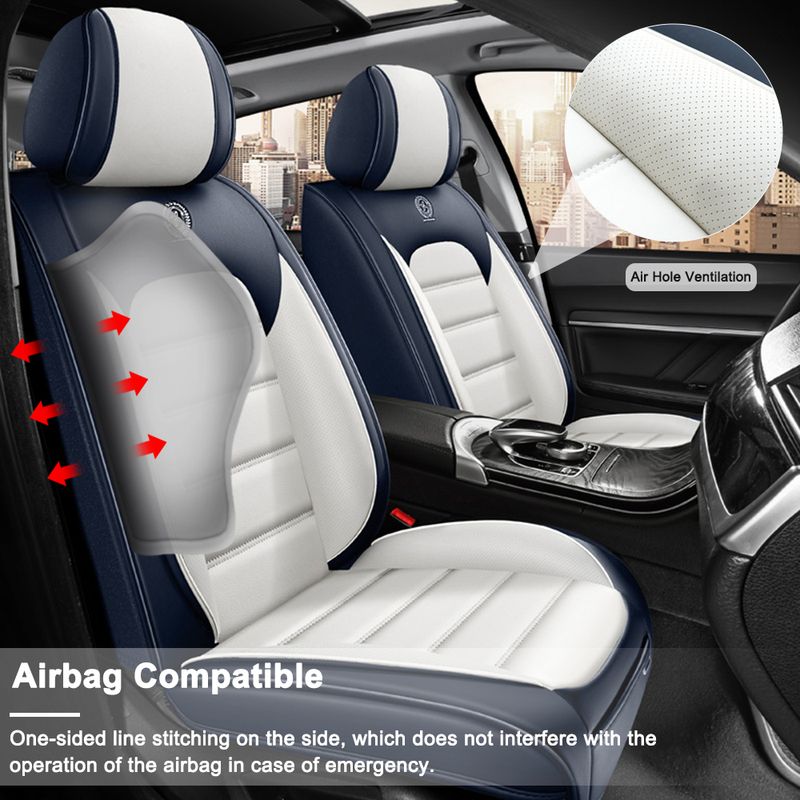 Air Hole Ventilation
Airbag Compatible
One-sided line stitching on the side, which does not interfere with the
operation of the airbag in case of emergency.